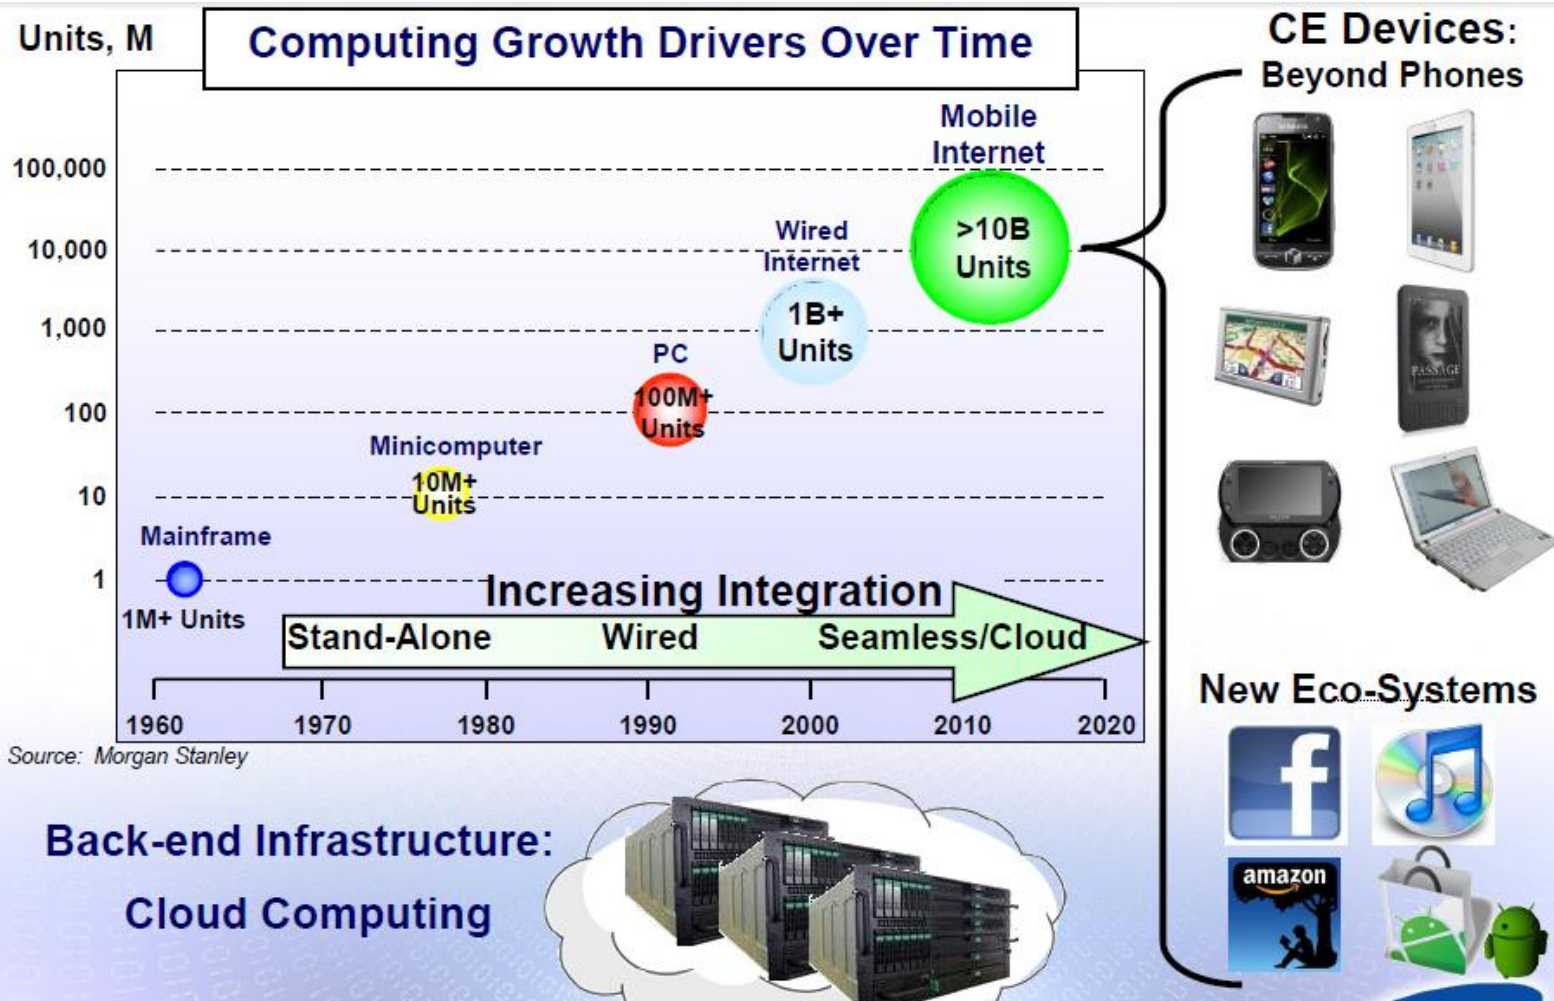 Units, M
Computing Growth Drivers Over Time
CE Devices:
Beyond Phones
100,000
10,000
1,000
100
10
1
Mobile
Internet
>10B
Units
Wired
Internet
1B+
Units
PC
100M+
Units
Minicomputer
10M+
Units
Mainframe
1M+ Units
Increasing Integration
Stand-Alone
Wired
Seamless/Cloud
1960
1970
1980
1990
2000
2010
2020
Source: Morgan Stanley
PASSAGE
New Eco-Systems
f
amazon
Back-end Infrastructure:
Cloud Computing